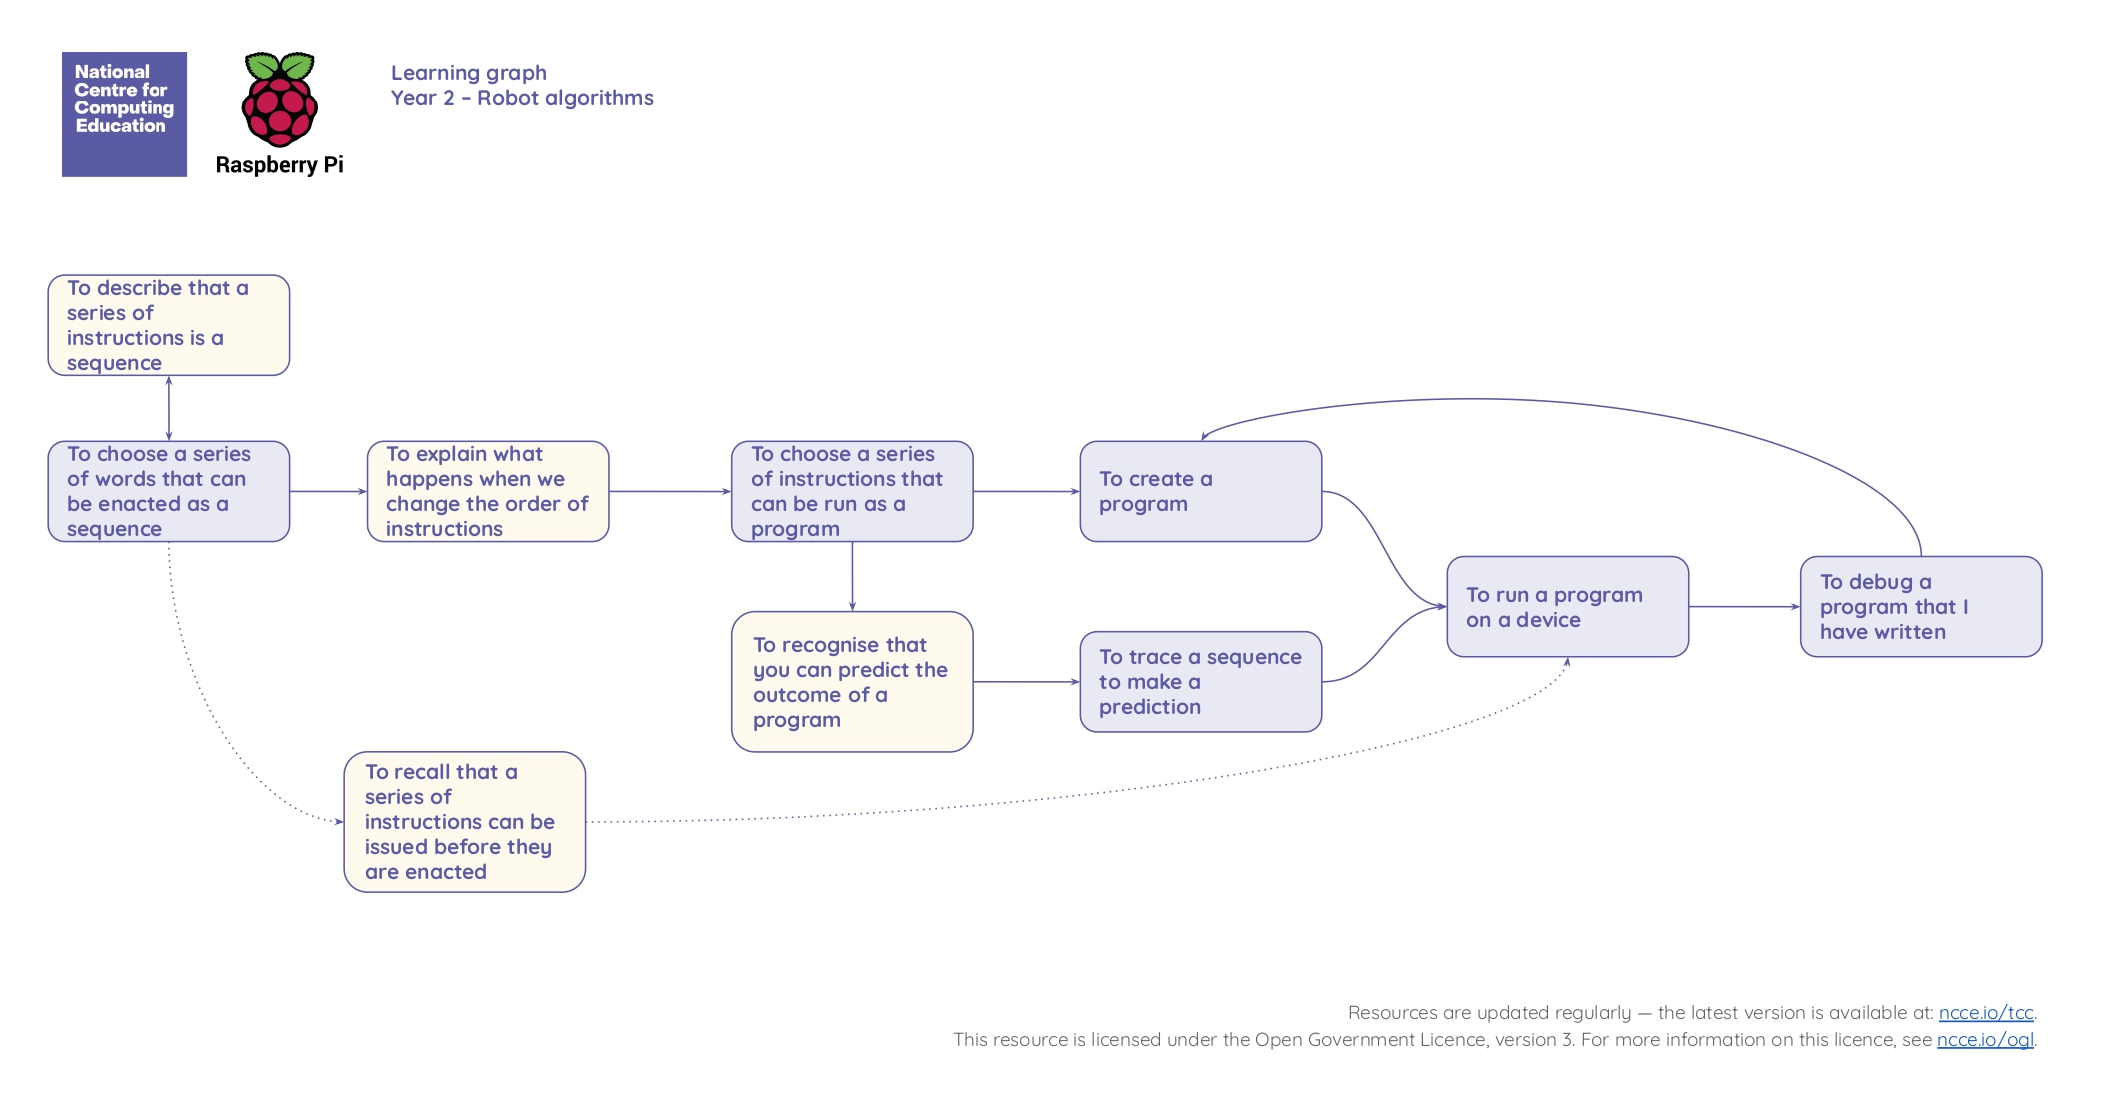 National
Centre for
Computing
Education
Raspberry Pi
Learning graph
Year 2 – Robot algorithms
To describe that a
series of
instructions is a
sequence
To choose a series
of words that can
be enacted as a
sequence
To explain what
happens when we
change the order of
instructions
To choose a series
of instructions that
can be run as a
program
To create a
program
To run a program
on a device
To debug a
program that I
have written
To recognise that
you can predict the
outcome of a
program
To trace a sequence
to make a
prediction
To recall that a
series of
instructions can be
issued before they
are enacted
Resources are updated regularly — the latest version is available at: ncce.io/tcc.
This resource is licensed under the Open Government Licence, version 3. For more information on this licence, see ncce.io/ogl.